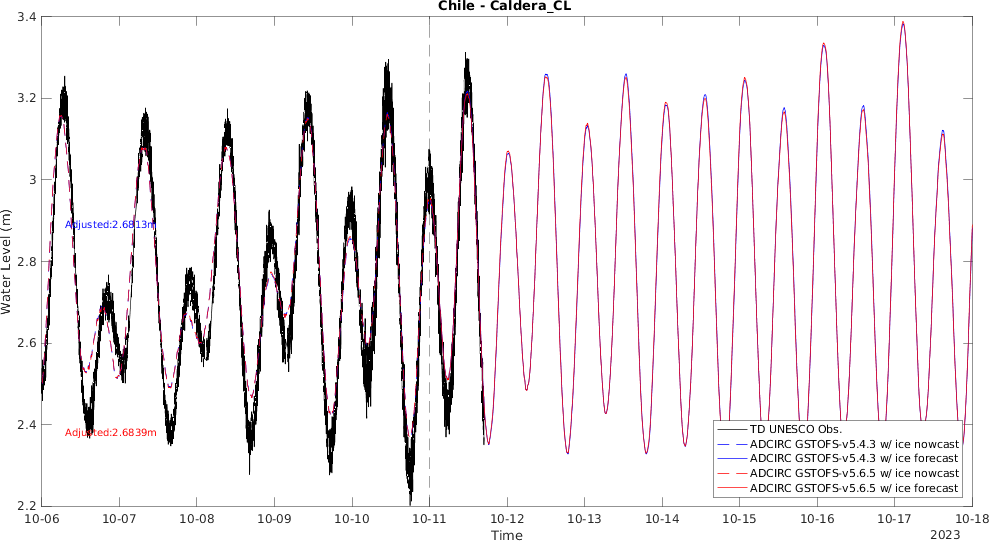 Chile - Caldera_CL
3.4
3.2
3
2.8
2.6
2.4
2.2
Water Level (m)
Adjusted:2.6813m
Adjusted:2.6839m
TD UNESCO Obs.
ADCIRC GSTOFS-v5.4.3 w/ ice nowcast
ADCIRC GSTOFS-v5.4.3 w/ ice forecast
ADCIRC GSTOFS-v5.6.5 w/ ice nowcast
ADCIRC GSTOFS-v5.6.5 w/ ice forecast
10-06 10-07 10-08 10-09 10-10 10-11 10-12 10-13 10-14 10-15 10-16 10-17 10-18
Time 2023